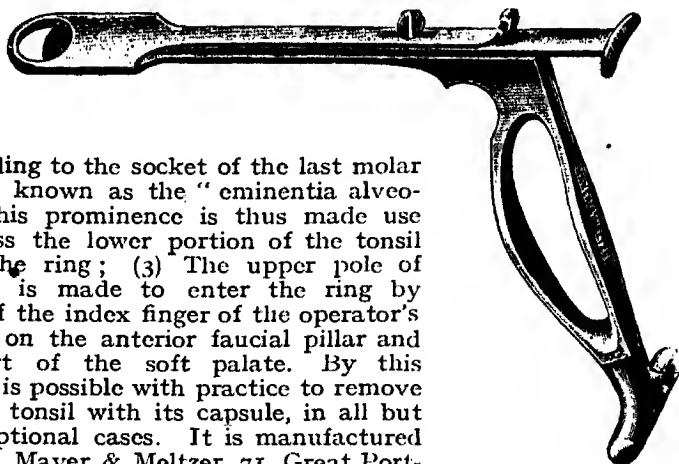 ding to the socket of the last molar
known as the “ eminentia alveo-
his prominence is thus made use
ss the lower portion of the tonsil
he ring ; (3) The upper pole of
is made to enter the ring by
f the index finger of the operator's
on the anterior faucial pillar and
rt of the soft palate. By this
is possible with practice to remove
tonsil with its capsule, in all but
ptional cases. It is manufactured
Mayer & Meltzer, 71, Great Port-